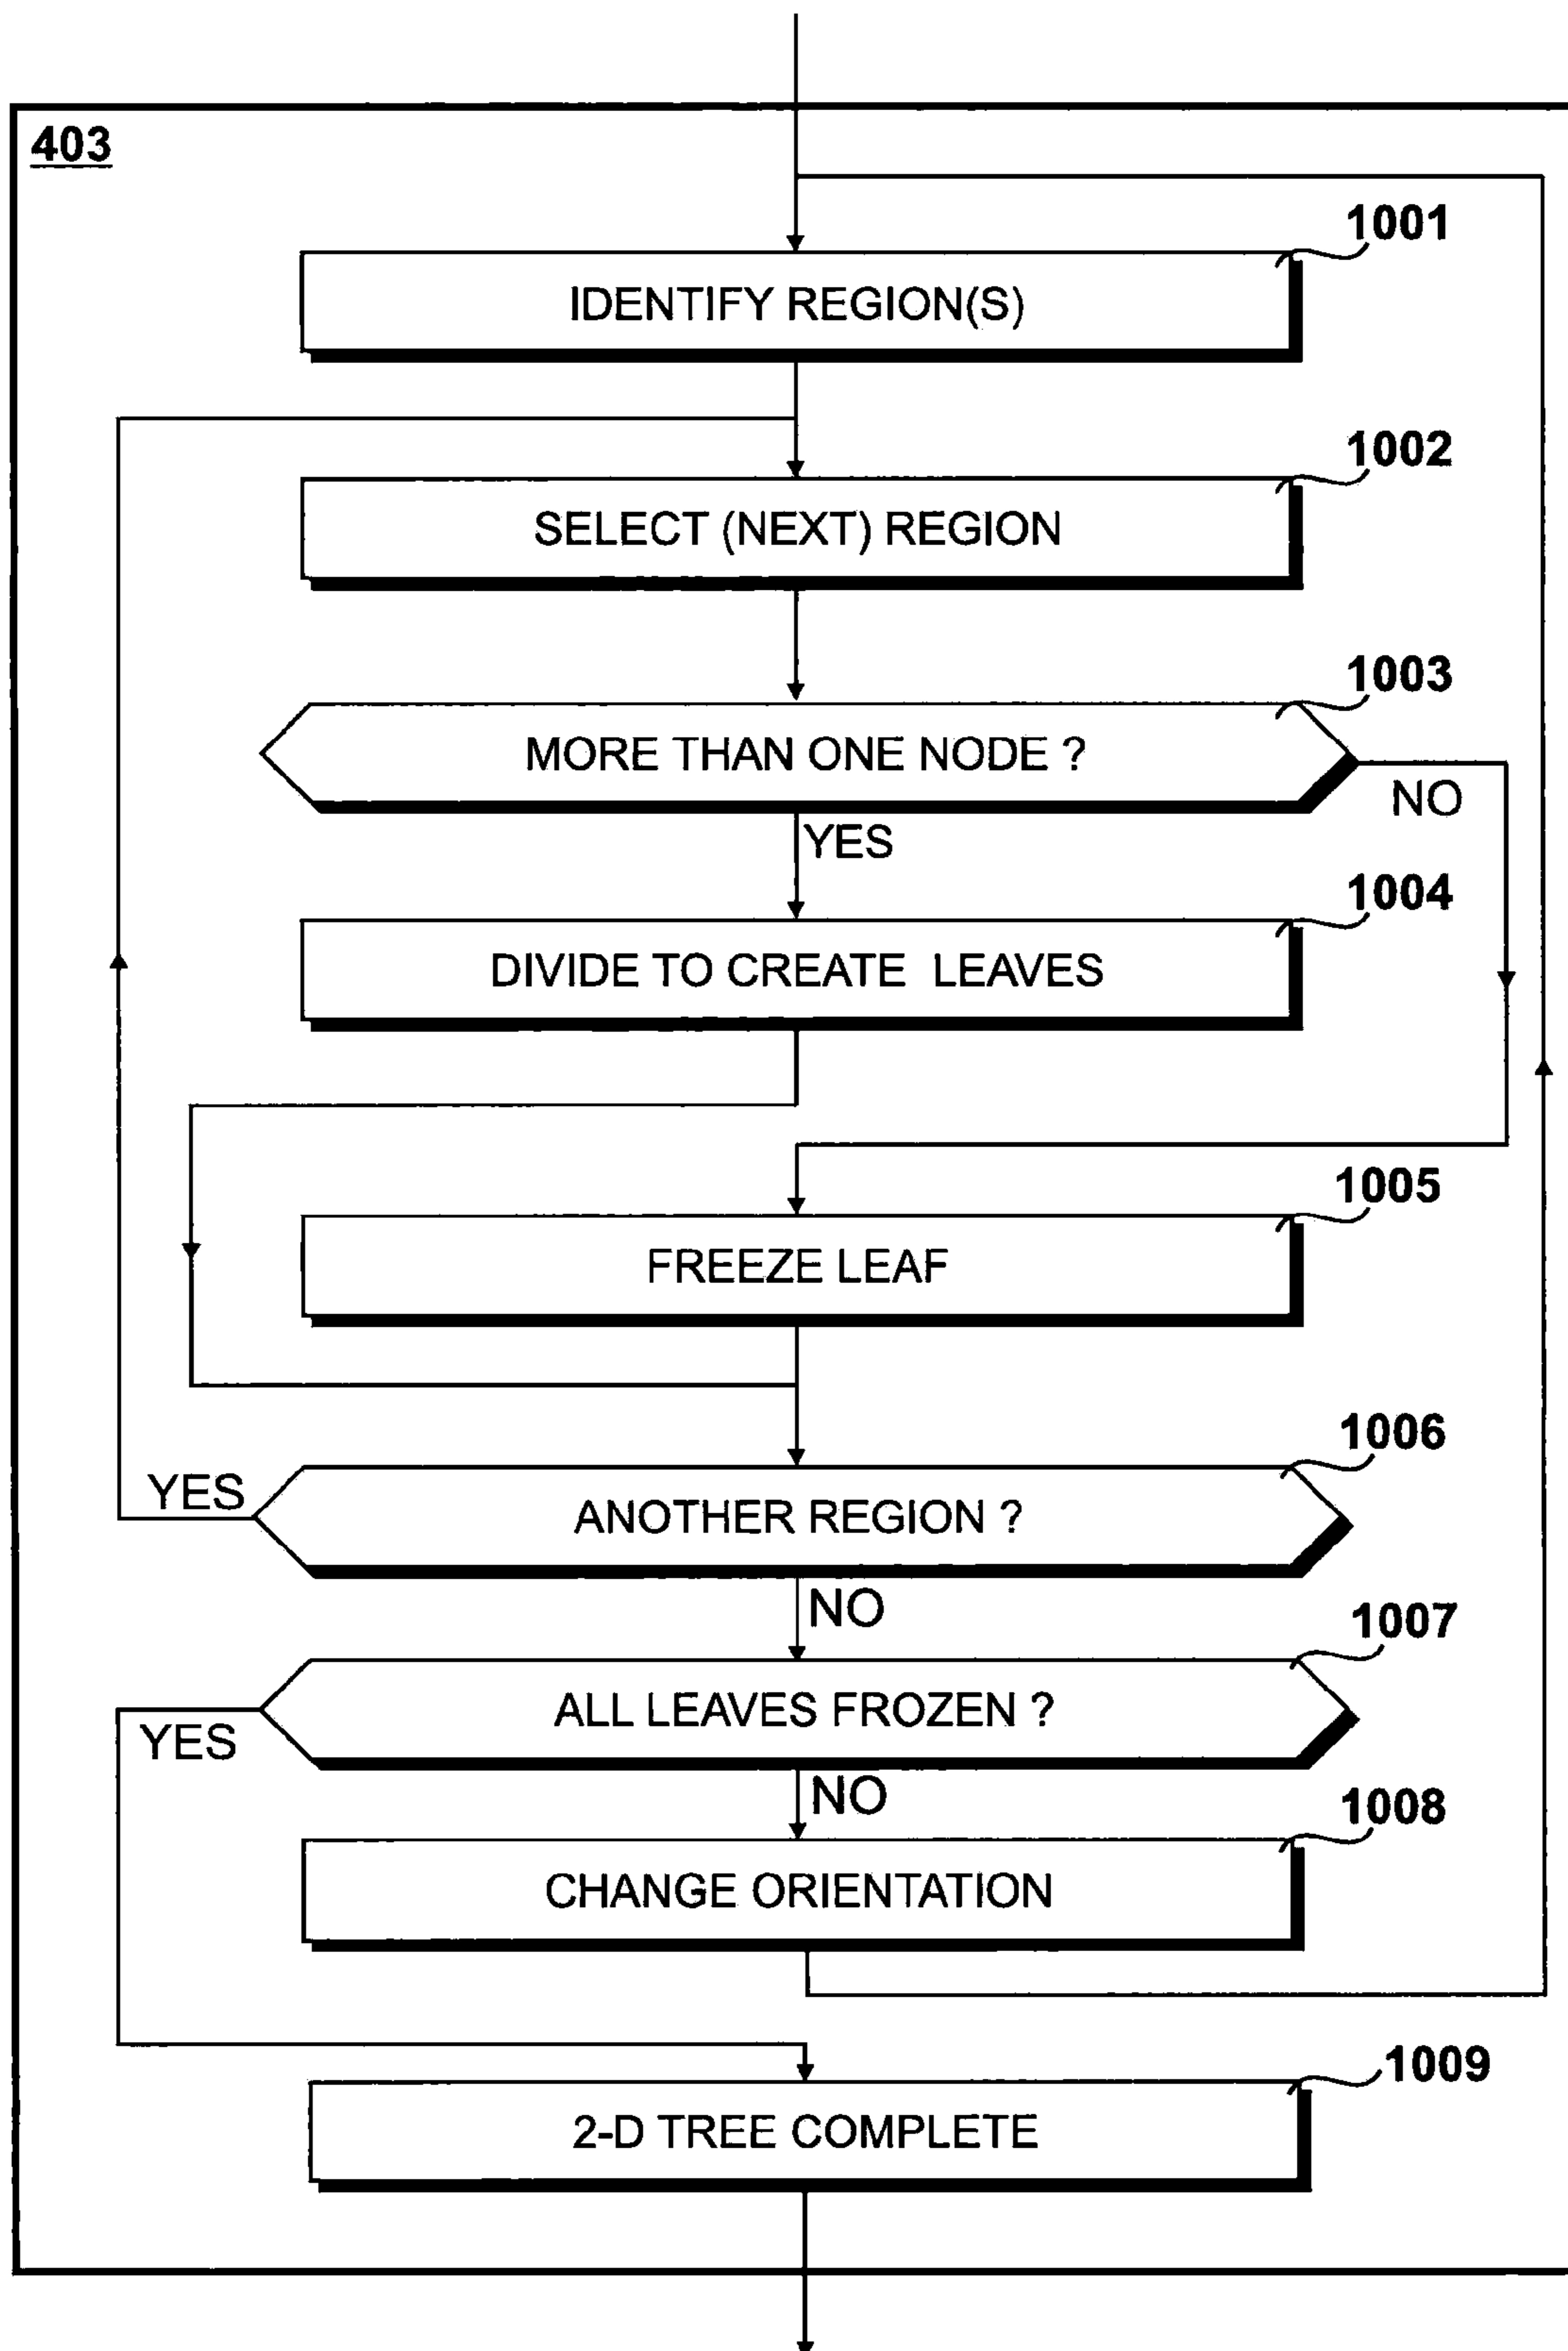 403
1001
IDENTIFY REGION(S)
1002
SELECT (NEXT) REGION
1003
MORE THAN ONE NODE ?
NO
YES
1004
DIVIDE TO CREATE LEAVES
1005
FREEZE LEAF
1006
YES
ANOTHER REGION ?
NO
1007
ALL LEAVES FROZEN ?
YES
NO
1008
CHANGE ORIENTATION
1009
2-D TREE COMPLETE